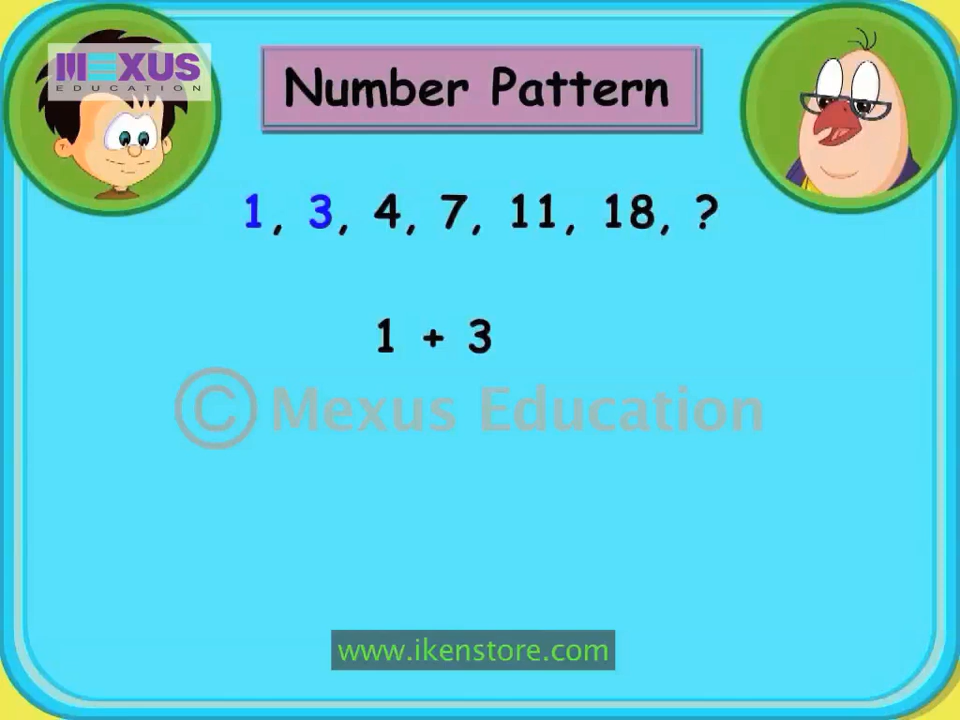 MEXUS
EDUCATION
Number Pattern
1, 3, 4, 7, 11, 18, ?
1 + 3
© Mexus Education
www.ikenstore.com